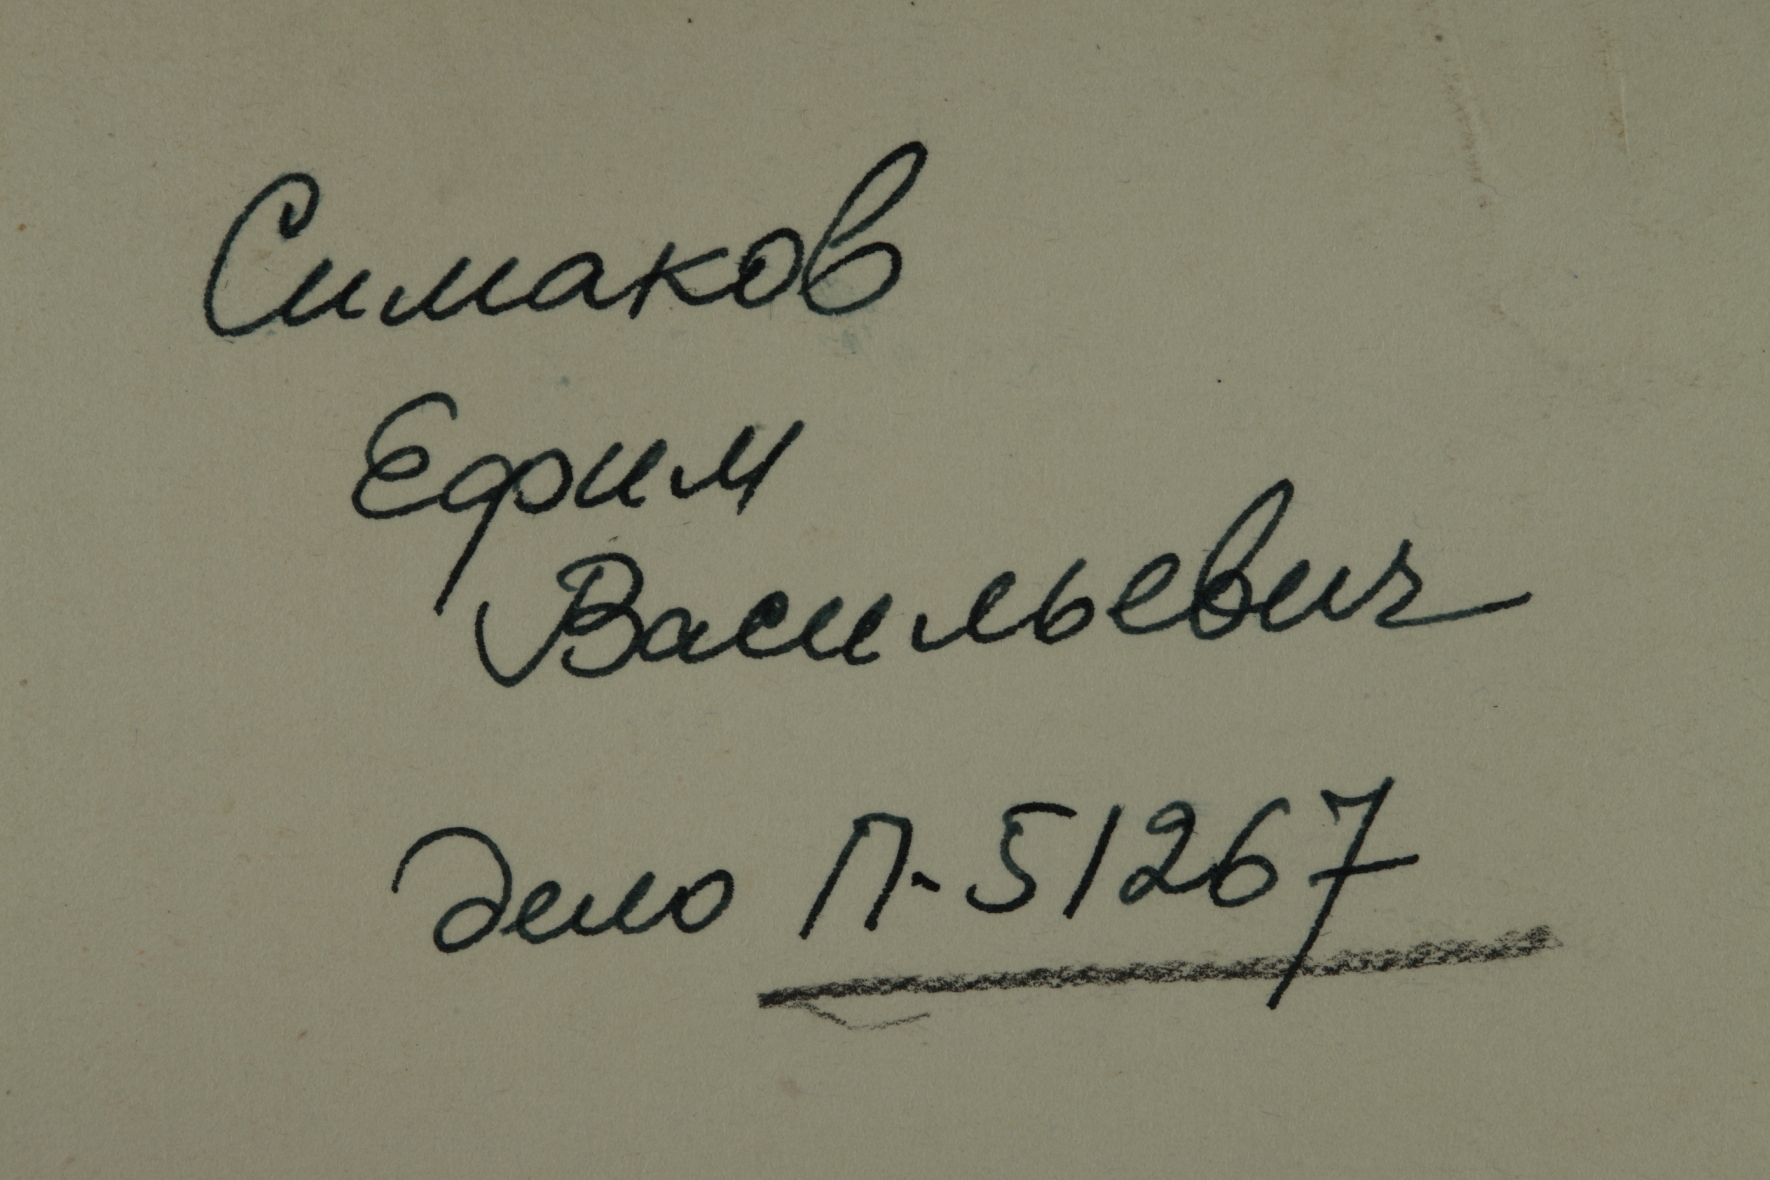 Симаков
Ефим
Васильевич
дело П-51267